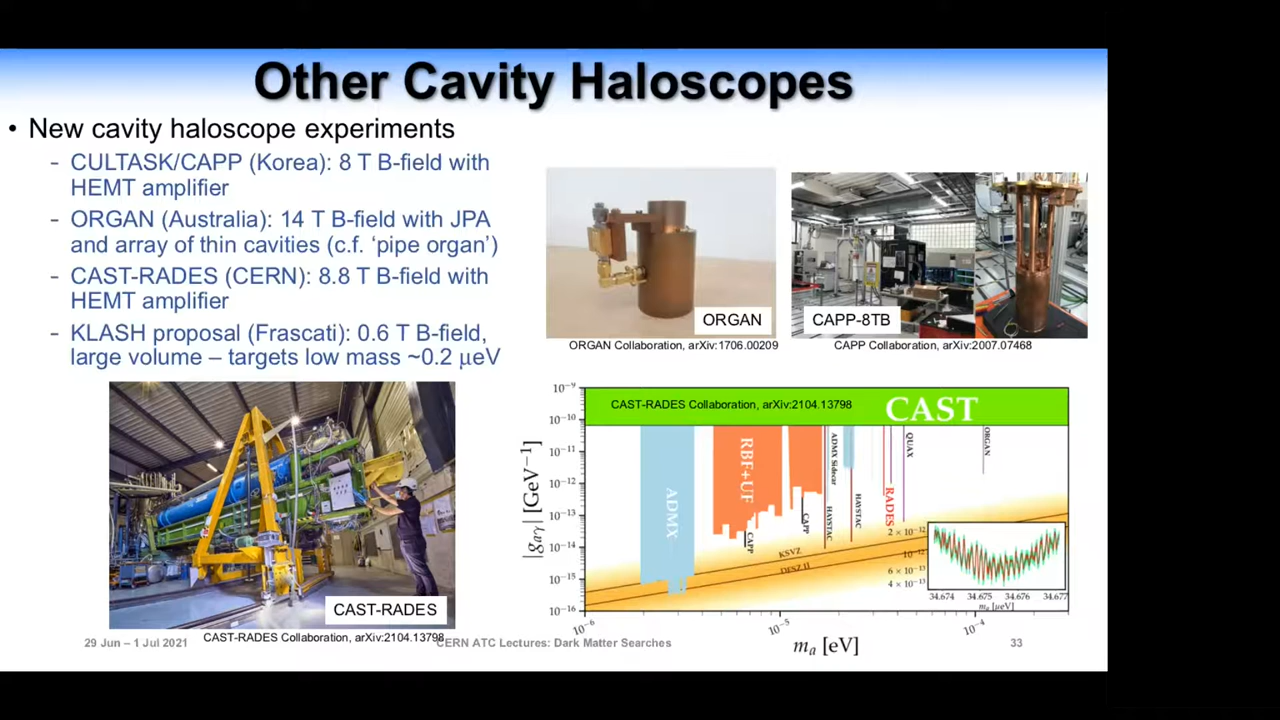 Other Cavity Haloscopes
• New cavity haloscope experiments
- CULTASK/CAPP (Korea): 8 T B-field with
HEMT amplifier
- ORGAN (Australia): 14 T B-field with JPA
and array of thin cavities (c.f. ‘pipe organ’)
- CAST-RADES (CERN): 8.8 T B-field with
HEMT amplifier
- KLASH proposal (Frascati): 0.6 T B-field,
large volume – targets low mass ~0.2 μeV
ORGAN
ORGAN Collaboration, arXiv:1706.00209
CAPP-8TB
CAPP Collaboration, arXiv:2007.07468
CAST-RADES
CAST-RADES Collaboration, arXiv:2104.13798
CAST-RADES Collaboration, arXiv:2104.13798
CAST
|gₐᵧ| [GeV⁻¹]
10⁻⁹
10⁻¹⁰
10⁻¹¹
10⁻¹²
10⁻¹³
10⁻¹⁴
10⁻¹⁵
10⁻¹⁶
ADMX
RBF+UF
CAPP
CAPP
ADMX Sidecar
HAYSTAC
HAYSTAC
RADES
QUAX
ORGAN
KSVZ
DFSZ II
2 × 10⁻¹²
10⁻¹²
6 × 10⁻¹³
4 × 10⁻¹³
34.674 34.675 34.676 34.677
mₐ [μeV]
10⁻⁶ 10⁻⁵ 10⁻⁴
mₐ [eV]
29 Jun – 1 Jul 2021
CERN ATC Lectures: Dark Matter Searches
33